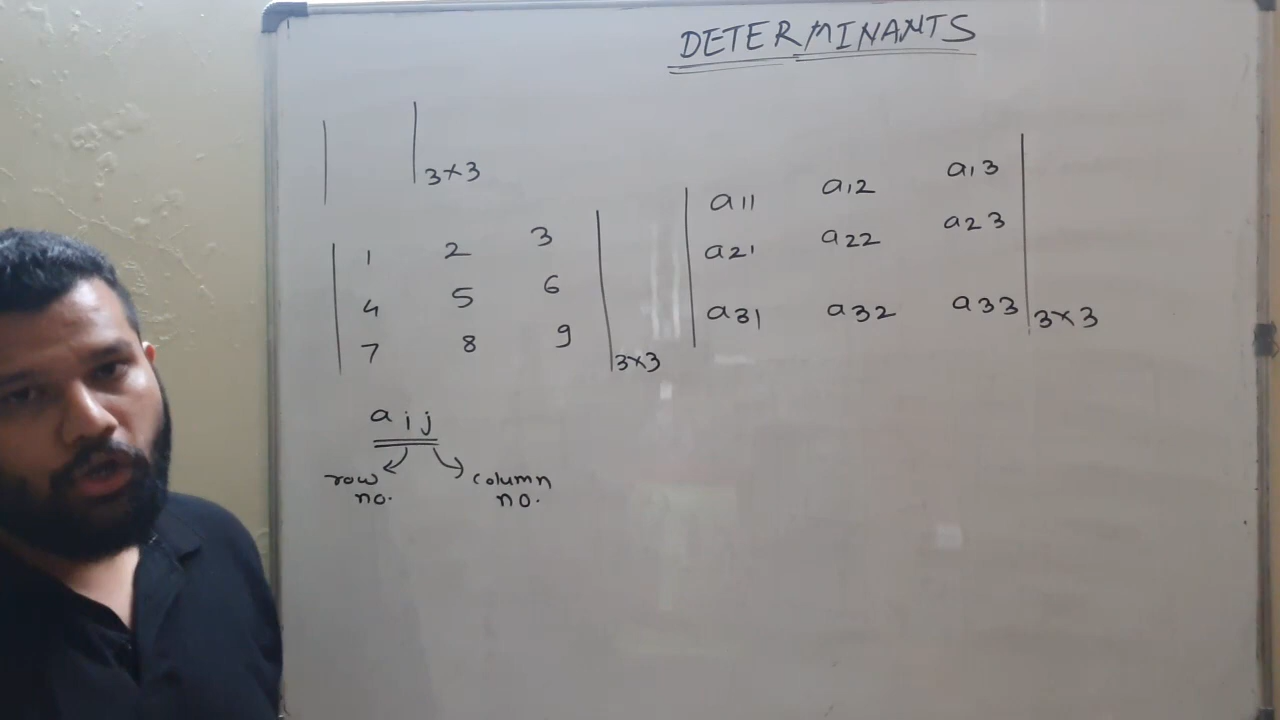 DETERMINANTS
3×3
1 2 3
4 5 6
7 8 9
3×3
a11 a12 a13
a21 a22 a23
a31 a32 a33
3×3
aij
row no.
column no.